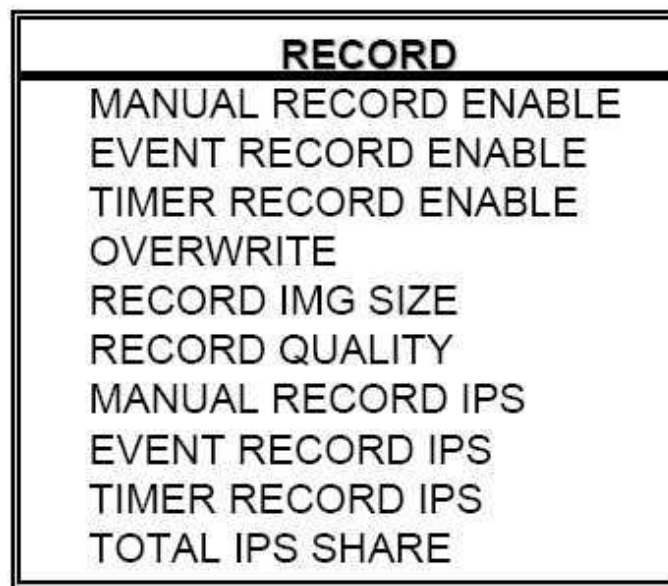 RECORD
MANUAL RECORD ENABLE
EVENT RECORD ENABLE
TIMER RECORD ENABLE
OVERWRITE
RECORD IMG SIZE
RECORD QUALITY
MANUAL RECORD IPS
EVENT RECORD IPS
TIMER RECORD IPS
TOTAL IPS SHARE